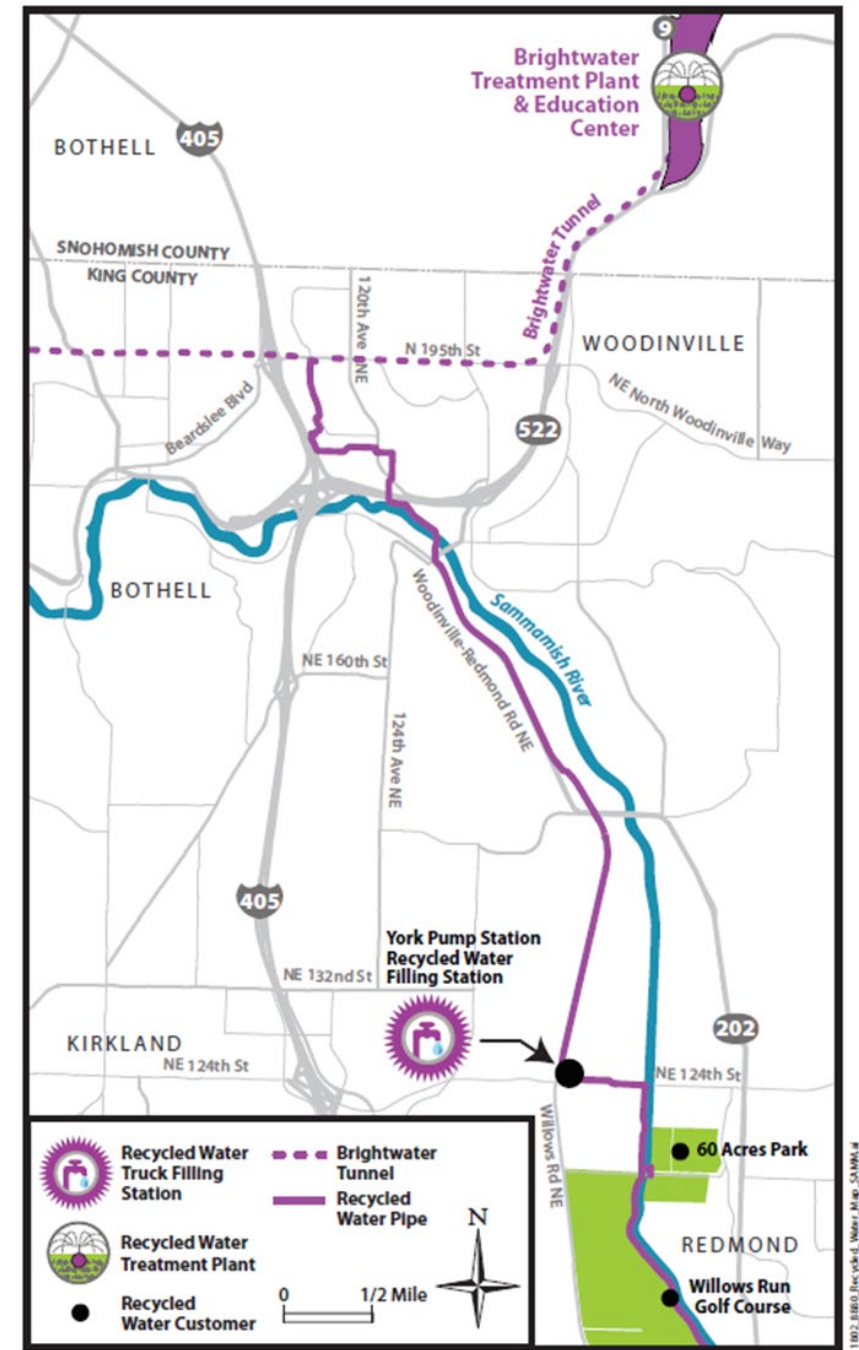 9
Brightwater
Treatment Plant
& Education
Center
405
BOTHELL
SNOHOMISH COUNTY
KING COUNTY
Brightwater Tunnel
120th Ave NE
N 195th St
WOODINVILLE
NE North Woodinville Way
Beardslee Blvd
522
BOTHELL
Sammamish River
Woodinville-Redmond Rd NE
NE 160th St
124th Ave NE
405
York Pump Station
Recycled Water
Filling Station
NE 132nd St
202
KIRKLAND
NE 124th St
NE 124th St
Willows Rd NE
60 Acres Park
REDMOND
Willows Run
Golf Course
Recycled Water
Truck Filling
Station
Brightwater
Tunnel
Recycled
Water Pipe
Recycled Water
Treatment Plant
Recycled
Water Customer
0
1/2 Mile
N